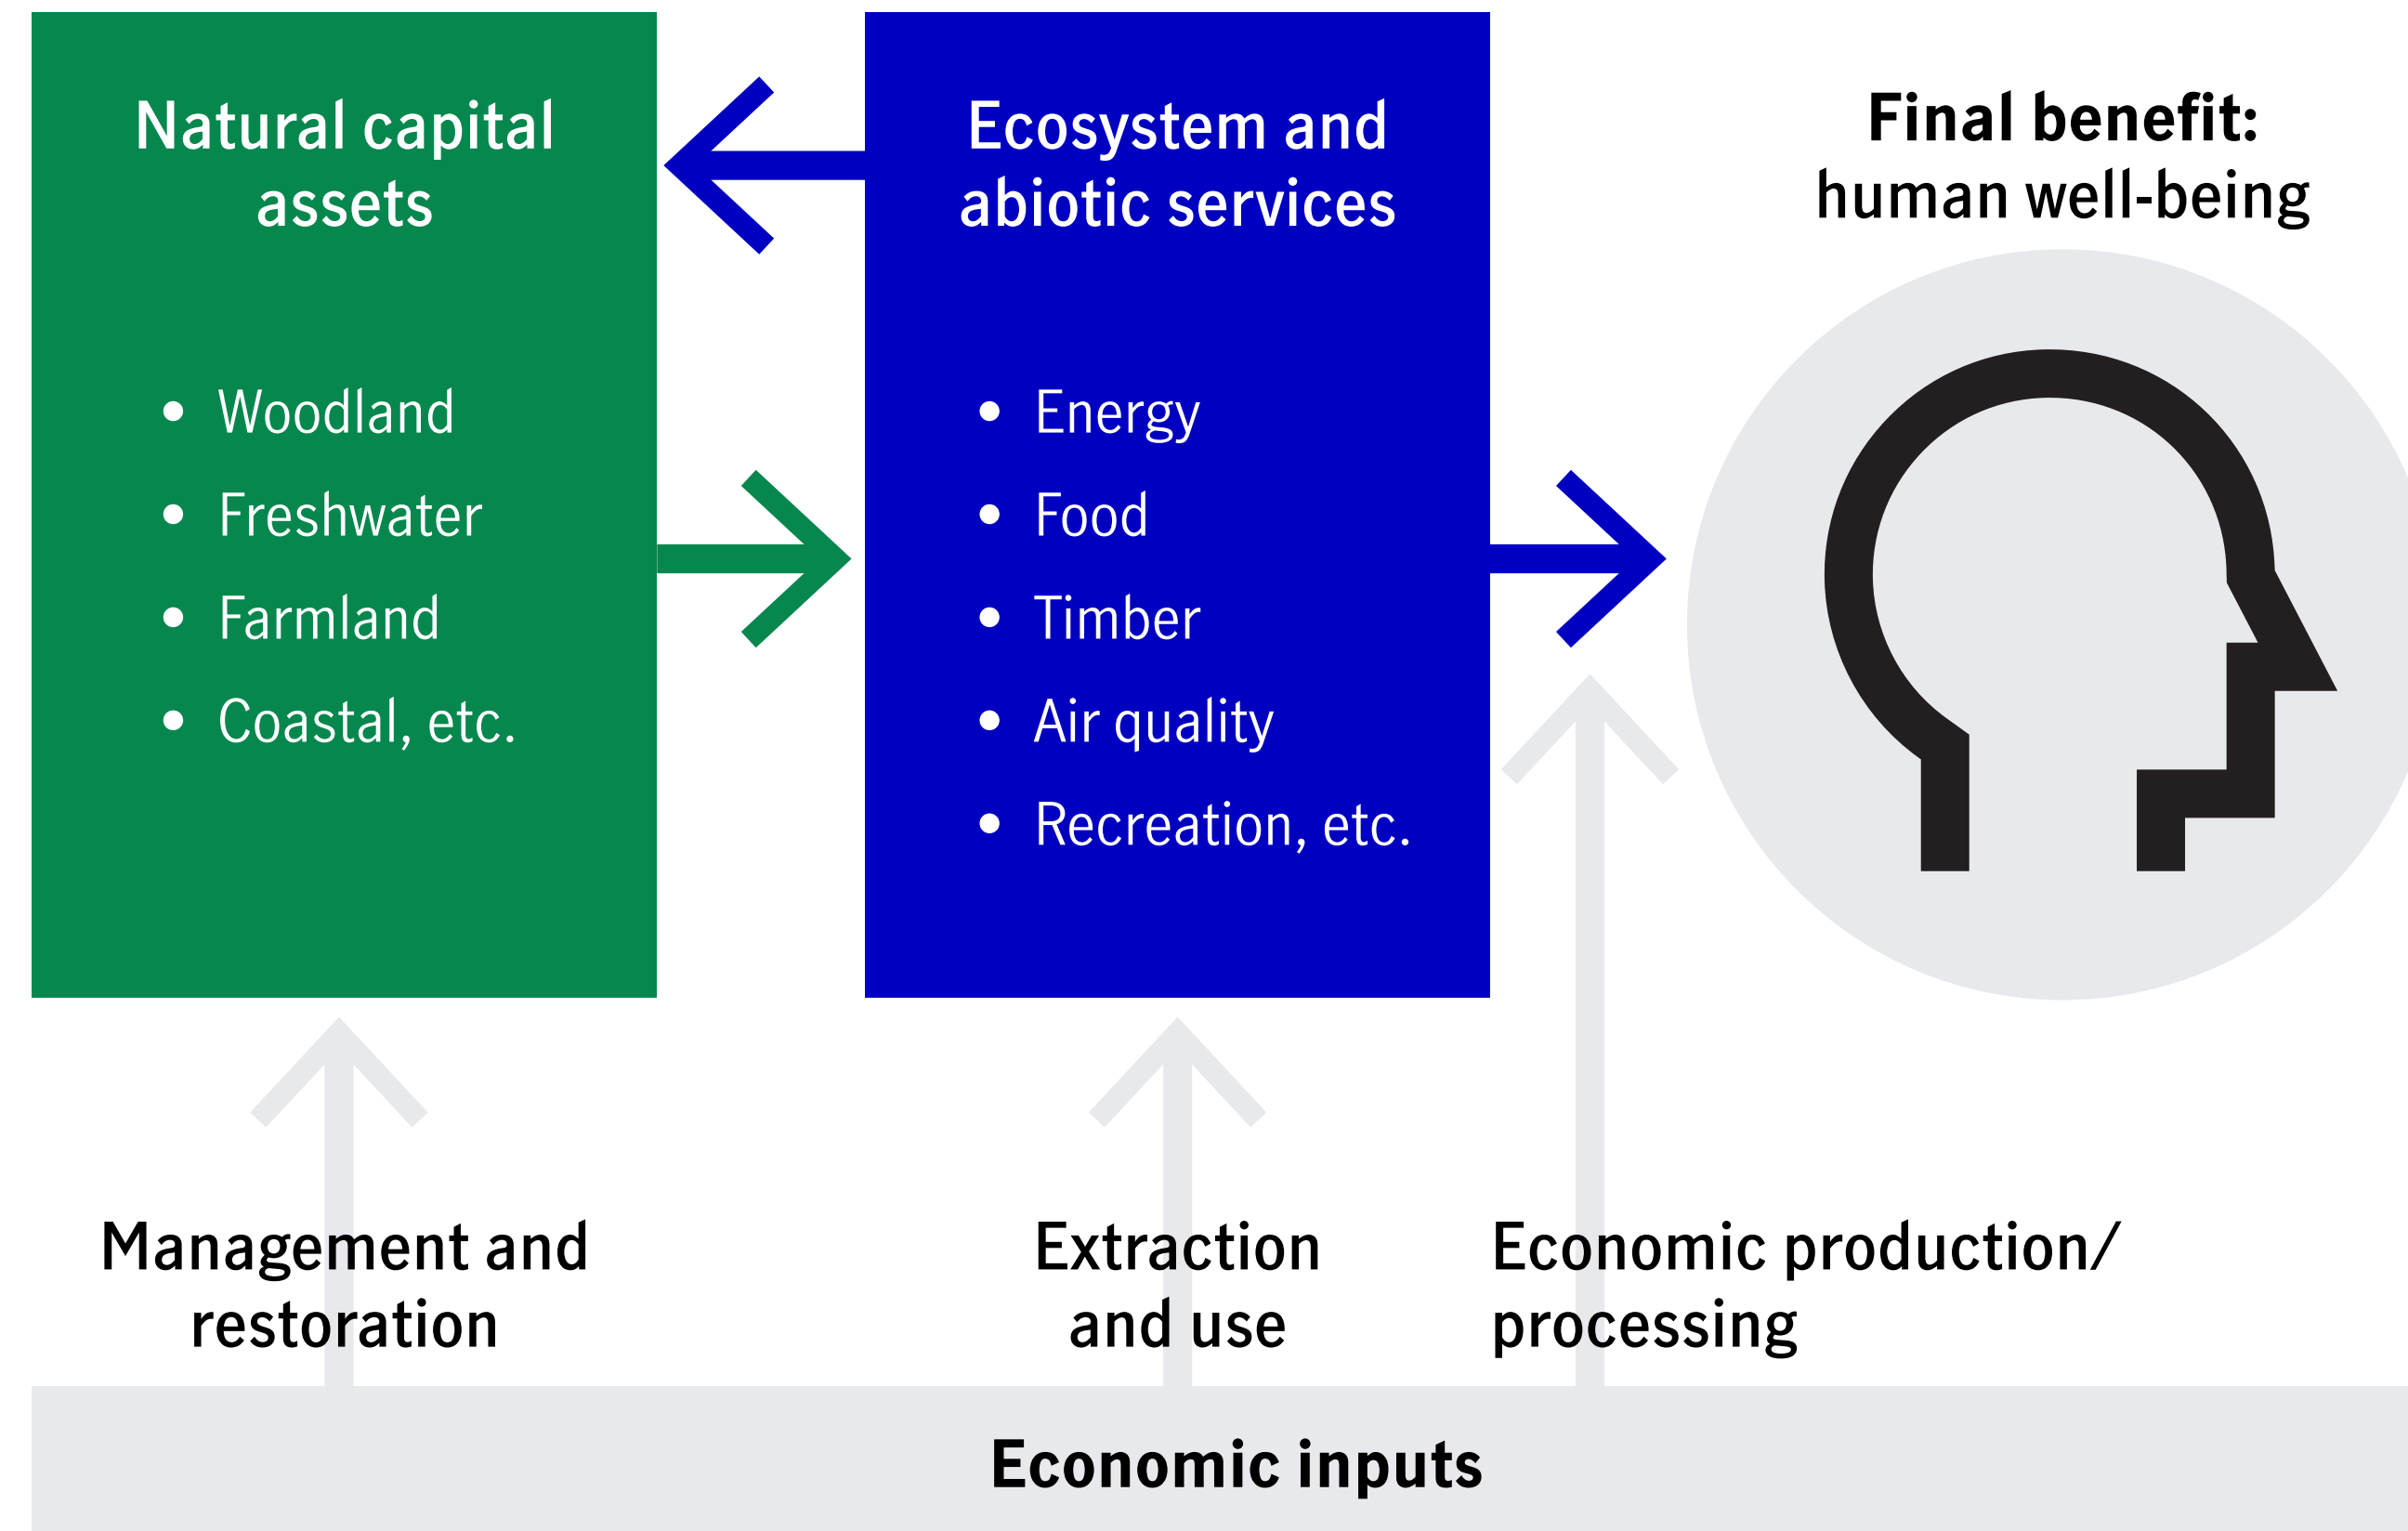 Natural capital
assets
• Woodland
• Freshwater
• Farmland
• Coastal, etc.
Ecosystem and
abiotic services
• Energy
• Food
• Timber
• Air quality
• Recreation, etc.
Final benefit:
human well-being
Management and
restoration
Extraction
and use
Economic production/
processing
Economic inputs